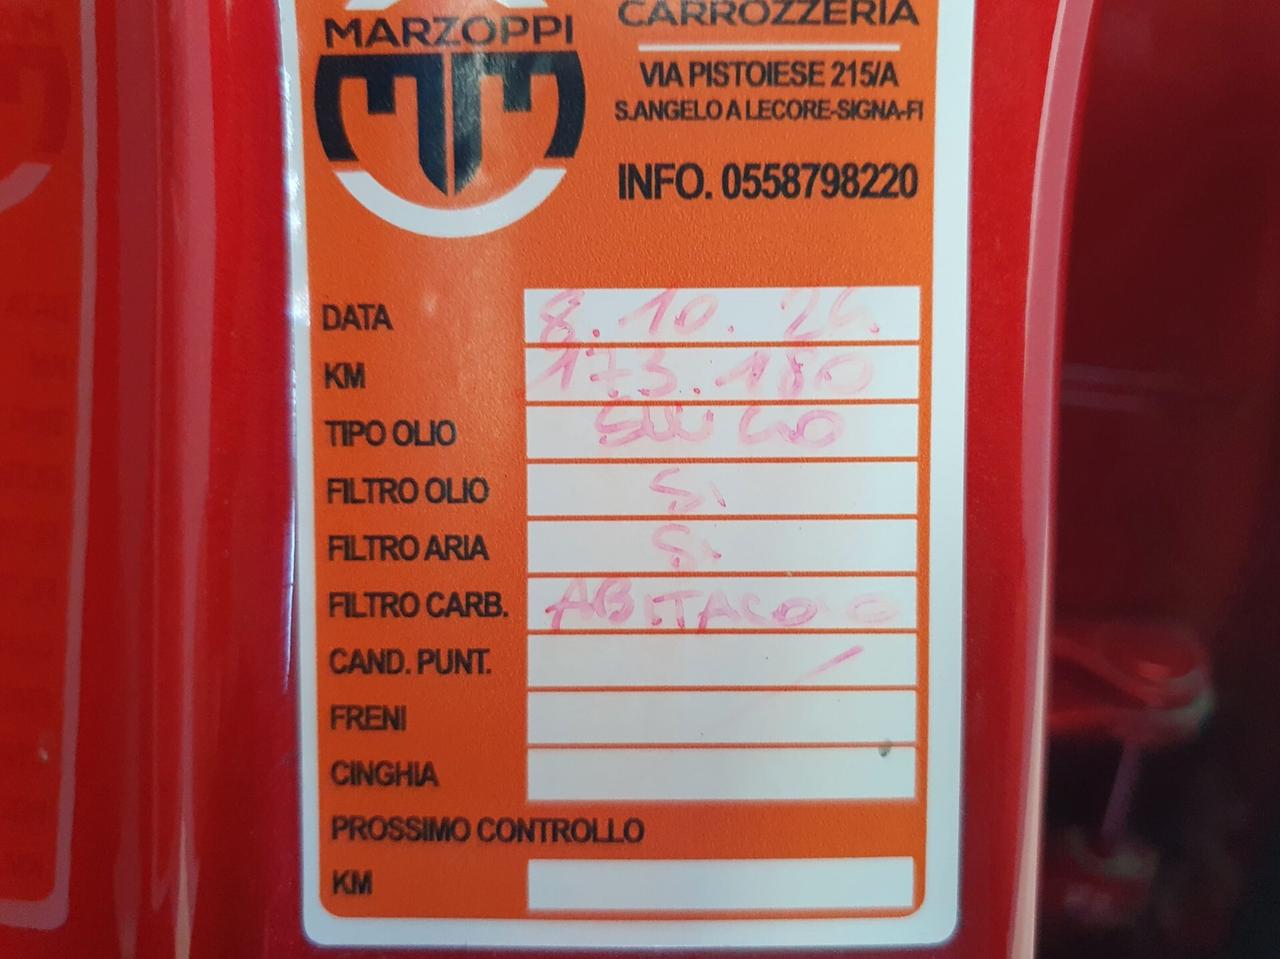 MARZOPPI
CARROZZERIA
VIA PISTOIESE 215/A
S.ANGELO A LECORE-SIGNA-FI
INFO. 0558798220
DATA 8.10.24
KM 173.180
TIPO OLIO
FILTRO OLIO Si
FILTRO ARIA Si
FILTRO CARB. ABITACOLO
CAND. PUNT.
FRENI
CINGHIA
PROSSIMO CONTROLLO
KM